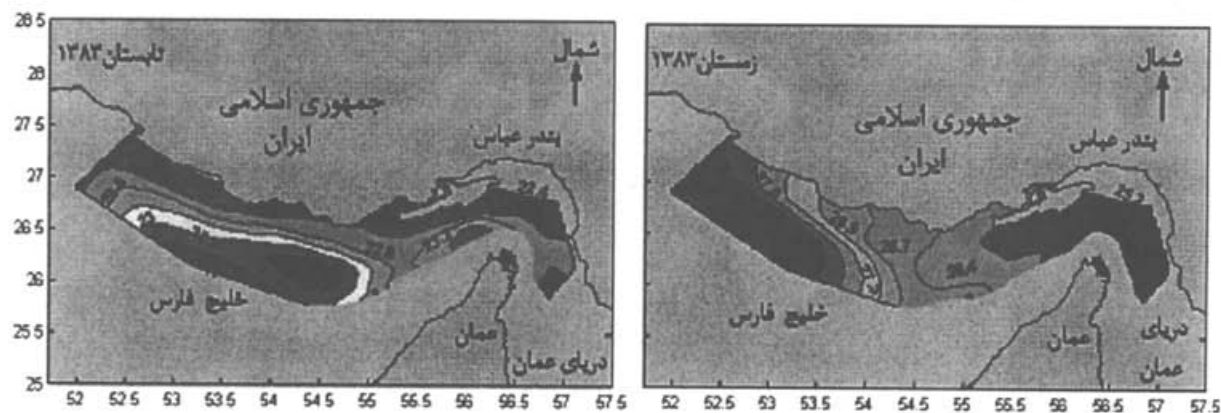 تابستان ۱۳۸۳
شمال
جمهوری اسلامی
ایران
بندر عباس
خلیج فارس
عمان
دریای عمان
28.5
28
27.5
27
26.5
26
25.5
25
52 52.5 53 53.5 54 54.5 55 55.5 56 56.5 57 57.5
زمستان ۱۳۸۳
شمال
جمهوری اسلامی
ایران
بندر عباس
خلیج فارس
عمان
دریای
عمان
52 52.5 53 53.5 54 54.5 55 55.5 56 56.5 57 57.5